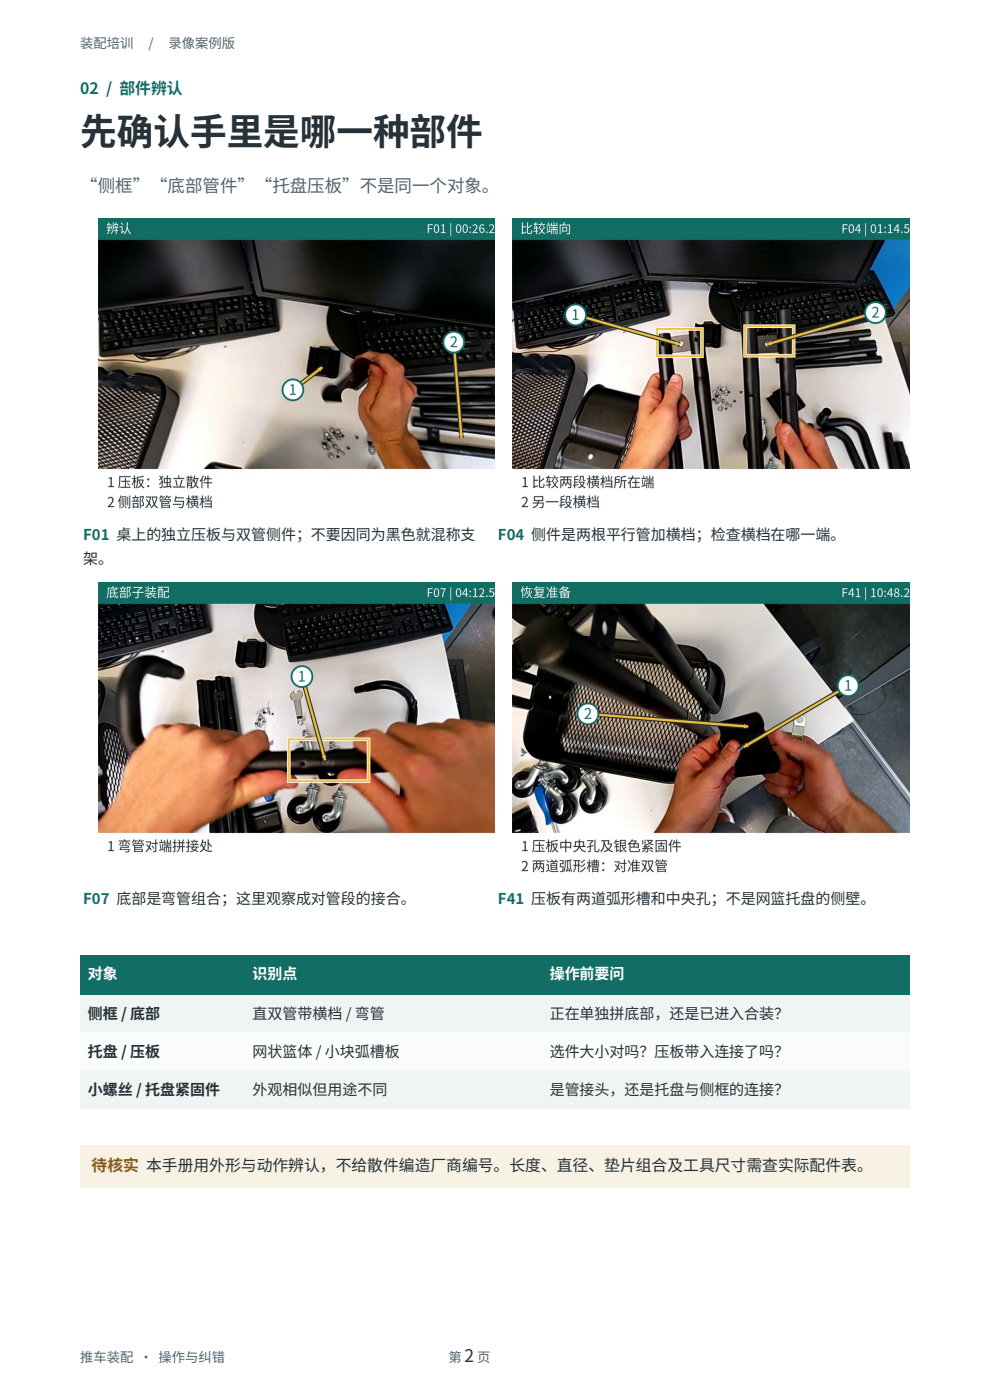 装配培训 / 录像案例版
02 / 部件辨认
先确认手里是哪一种部件
“侧框”“底部管件”“托盘压板”不是同一个对象。
辨认 F01 | 00:26.2
1
2
1 压板：独立散件
2 侧部双管与横档
F01 桌上的独立压板与双管侧件；不要因同为黑色就混称支
架。
比较端向 F04 | 01:14.5
1
2
1 比较两段横档所在端
2 另一段横档
F04 侧件是两根平行管加横档；检查横档在哪一端。
底部子装配 F07 | 04:12.5
1
1 弯管对端拼接处
F07 底部是弯管组合；这里观察成对管段的接合。
恢复准备 F41 | 10:48.2
1
2
1 压板中央孔及银色紧固件
2 两道弧形槽：对准双管
F41 压板有两道弧形槽和中央孔；不是网篮托盘的侧壁。
对象 识别点 操作前要问
侧框 / 底部 直双管带横档 / 弯管 正在单独拼底部，还是已进入合装？
托盘 / 压板 网状篮体 / 小块弧槽板 选件大小对吗？压板带入连接了吗？
小螺丝 / 托盘紧固件 外观相似但用途不同 是管接头，还是托盘与侧框的连接？
待核实 本手册用外形与动作辨认，不给散件编造厂商编号。长度、直径、垫片组合及工具尺寸需查实际配件表。
推车装配 · 操作与纠错 第 2 页